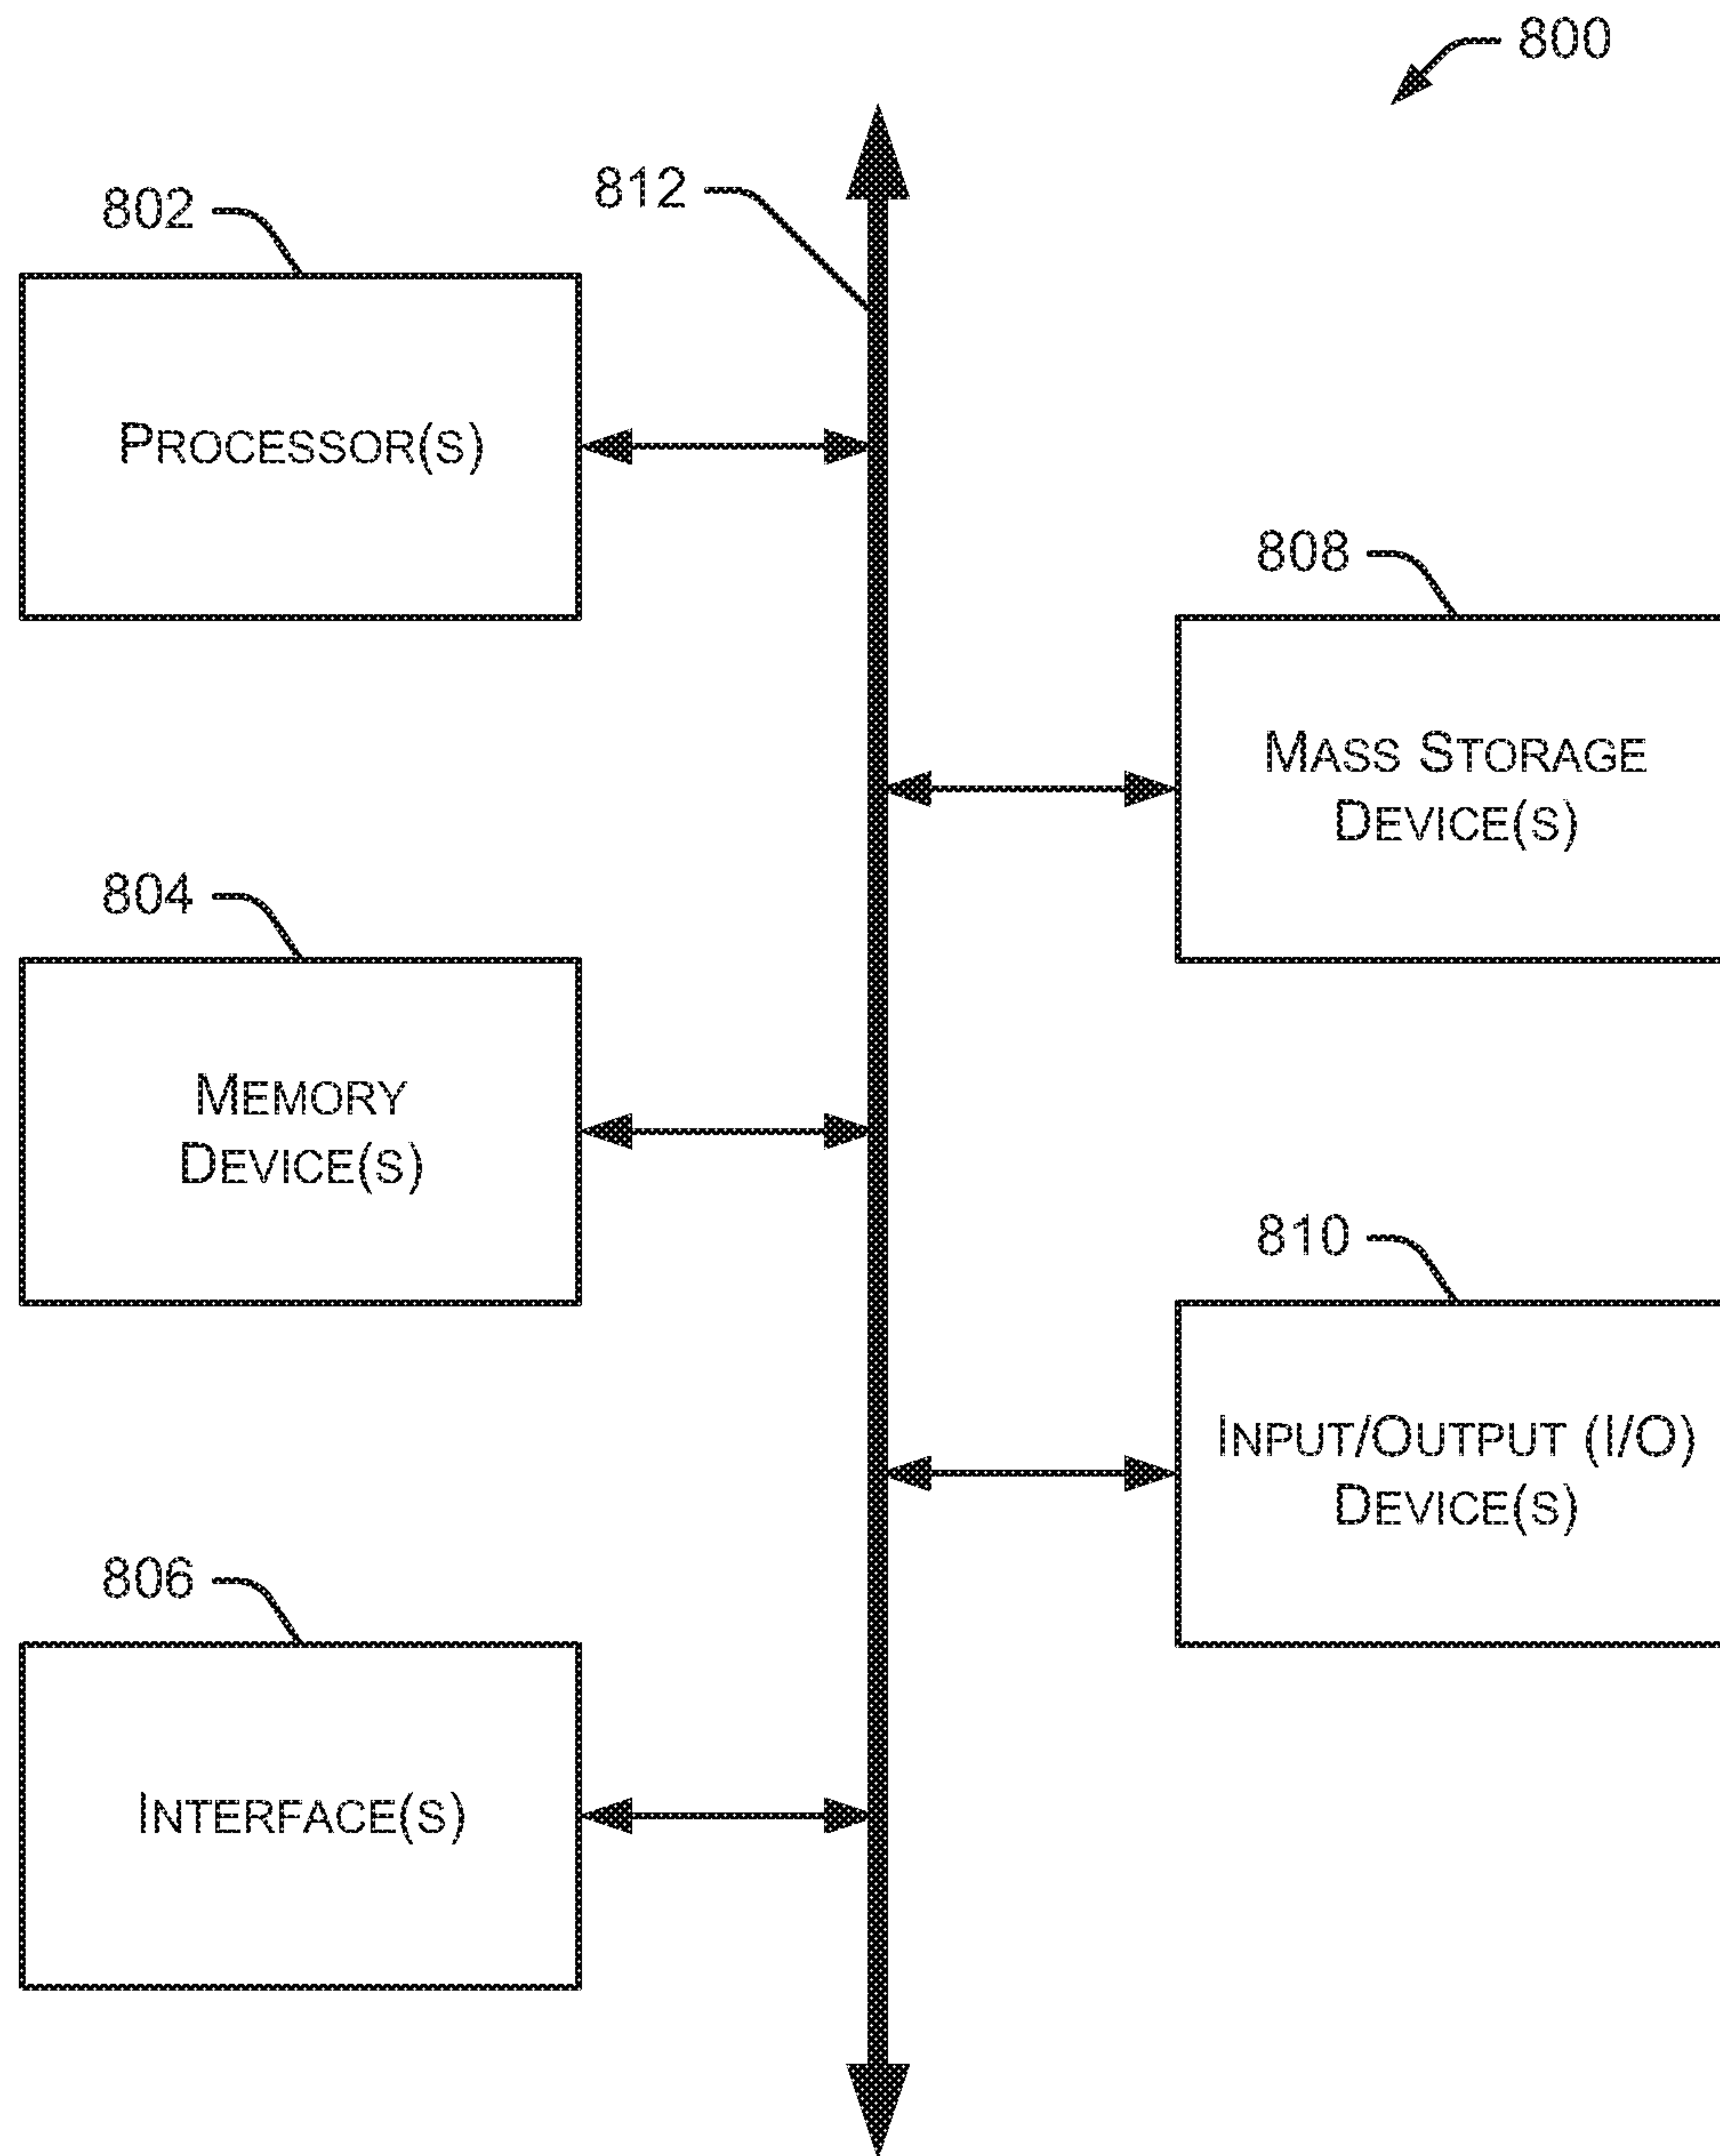 800
812
802
PROCESSOR(S)
808
MASS STORAGE
DEVICE(S)
804
MEMORY
DEVICE(S)
810
INPUT/OUTPUT (I/O)
DEVICE(S)
806
INTERFACE(S)